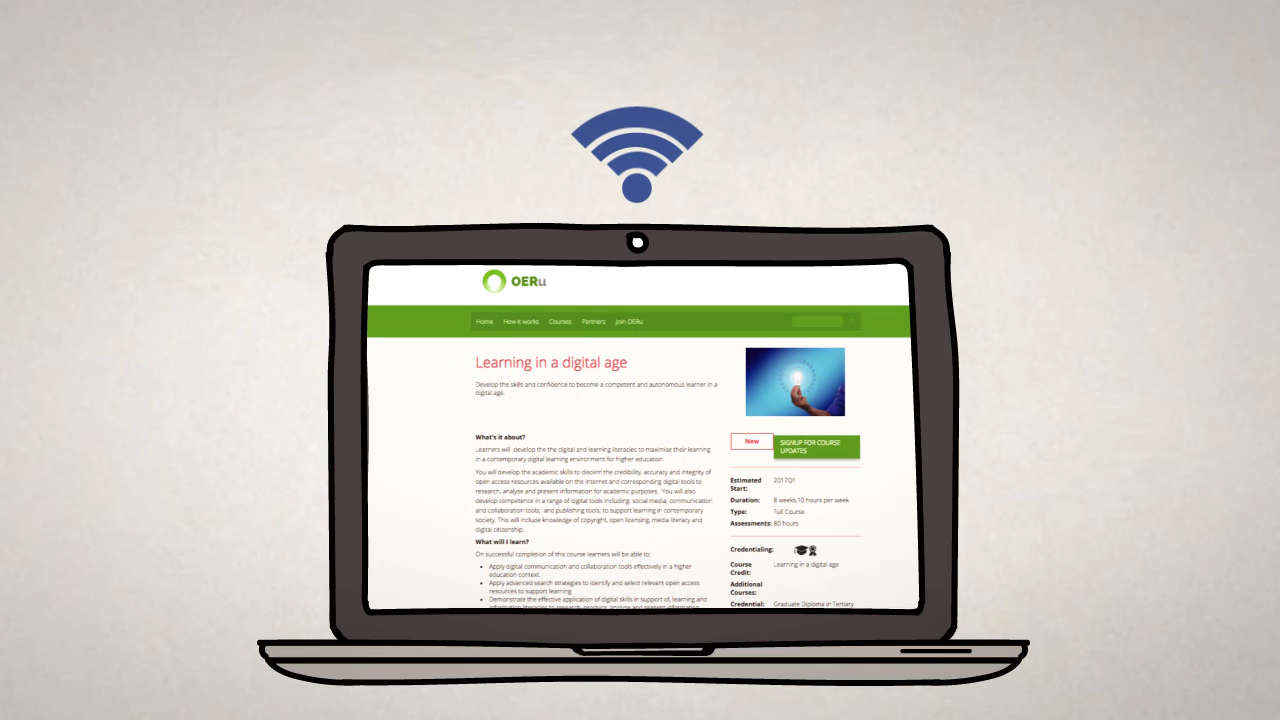 OERu
Home How it works Courses Partners Join OERu
Learning in a digital age
Develop the skills and confidence to become a competent and autonomous learner in a
digital age.
What's it about?
Learners will develop the the digital and learning literacies to maximise their learning
in a contemporary digital learning environment for higher education.
You will develop the academic skills to discern the credibility, accuracy and integrity of
open access resources available on the Internet and corresponding digital tools to
research, analyse and present information for academic purposes. You will also
develop competence in a range of digital tools including: social media; communication
and collaboration tools; and publishing tools; to support learning in contemporary
society. This will include knowledge of copyright, open licensing, media literacy and
digital citizenship.
What will I learn?
On successful completion of this course learners will be able to:
• Apply digital communication and collaboration tools effectively in a higher
education context.
• Apply advanced search strategies to identify and select relevant open access
resources to support learning
• Demonstrate the effective application of digital skills in support of, learning and
information literacies to research, produce, analyse and present information
New
SIGNUP FOR COURSE
UPDATES
Estimated 2017Q1
Start:
Duration: 8 weeks,10 hours per week
Type: Full Course
Assessments: 80 hours
Credentialing:
Course Learning in a digital age
Credit:
Additional
Courses:
Credential: Graduate Diploma in Tertiary